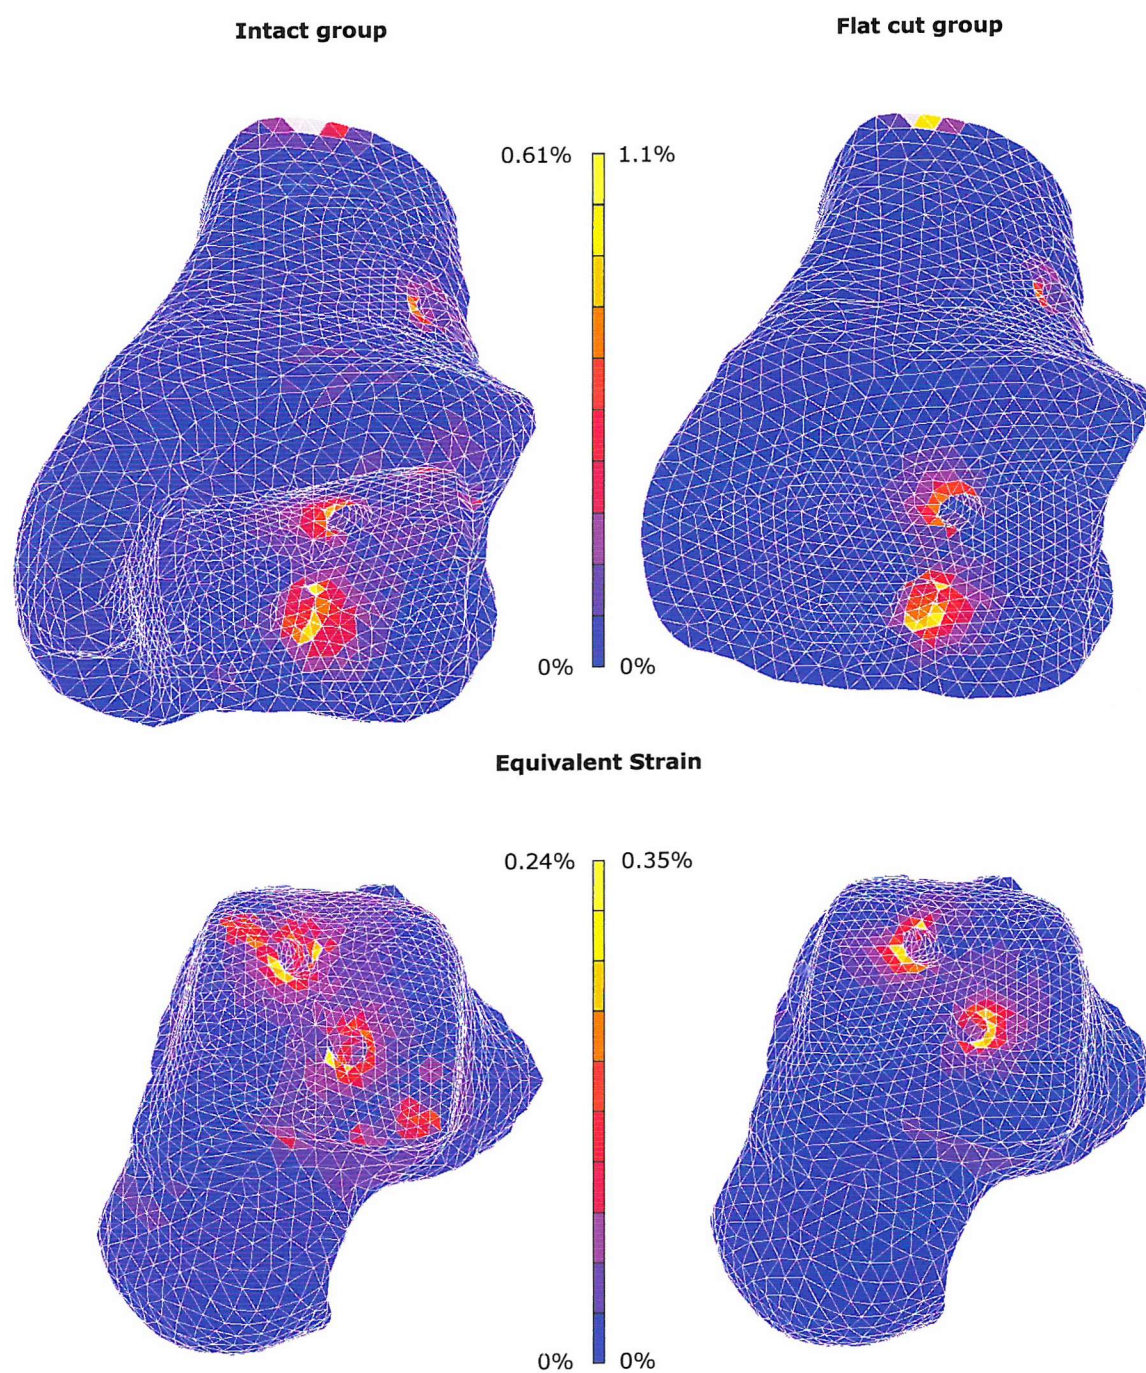 Intact group
Flat cut group
0.61% 1.1%
0% 0%
Equivalent Strain
0.24% 0.35%
0% 0%